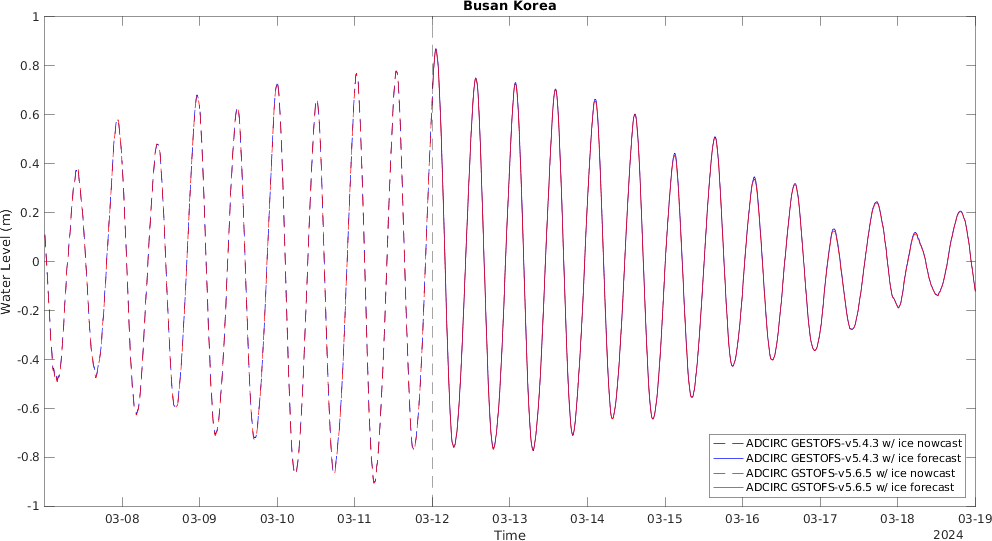 Busan Korea
Water Level (m)
1
0.8
0.6
0.4
0.2
0
-0.2
-0.4
-0.6
-0.8
-1
ADCIRC GESTOFS-v5.4.3 w/ ice nowcast
ADCIRC GESTOFS-v5.4.3 w/ ice forecast
ADCIRC GSTOFS-v5.6.5 w/ ice nowcast
ADCIRC GSTOFS-v5.6.5 w/ ice forecast
03-08 03-09 03-10 03-11 03-12 03-13 03-14 03-15 03-16 03-17 03-18 03-19
Time
2024